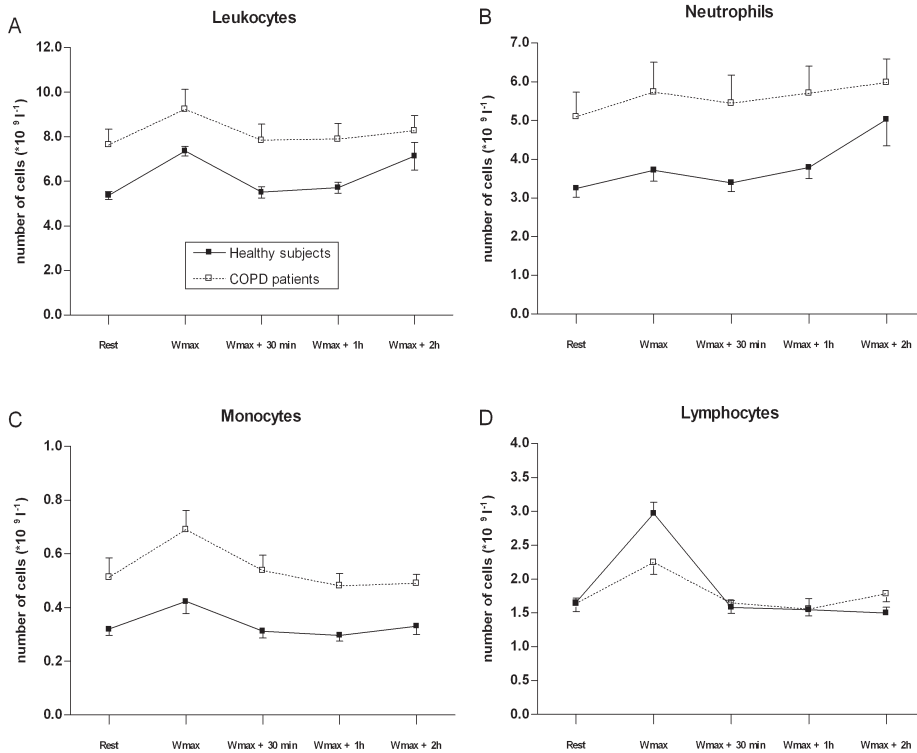 A
Leukocytes
number of cells (*10 ⁹ l⁻¹)
12.0
10.0
8.0
6.0
4.0
2.0
0.0
Healthy subjects
COPD patients
Rest
Wmax
Wmax + 30 min
Wmax + 1h
Wmax + 2h
B
Neutrophils
number of cells (*10 ⁹ l⁻¹)
7.0
6.0
5.0
4.0
3.0
2.0
1.0
0.0
Rest
Wmax
Wmax + 30 min
Wmax + 1h
Wmax + 2h
C
Monocytes
number of cells (*10 ⁹ l⁻¹)
1.0
0.8
0.6
0.4
0.2
0.0
Rest
Wmax
Wmax + 30 min
Wmax + 1h
Wmax + 2h
D
Lymphocytes
number of cells (*10 ⁹ l⁻¹)
4.0
3.5
3.0
2.5
2.0
1.5
1.0
0.5
0.0
Rest
Wmax
Wmax + 30 min
Wmax + 1h
Wmax + 2h